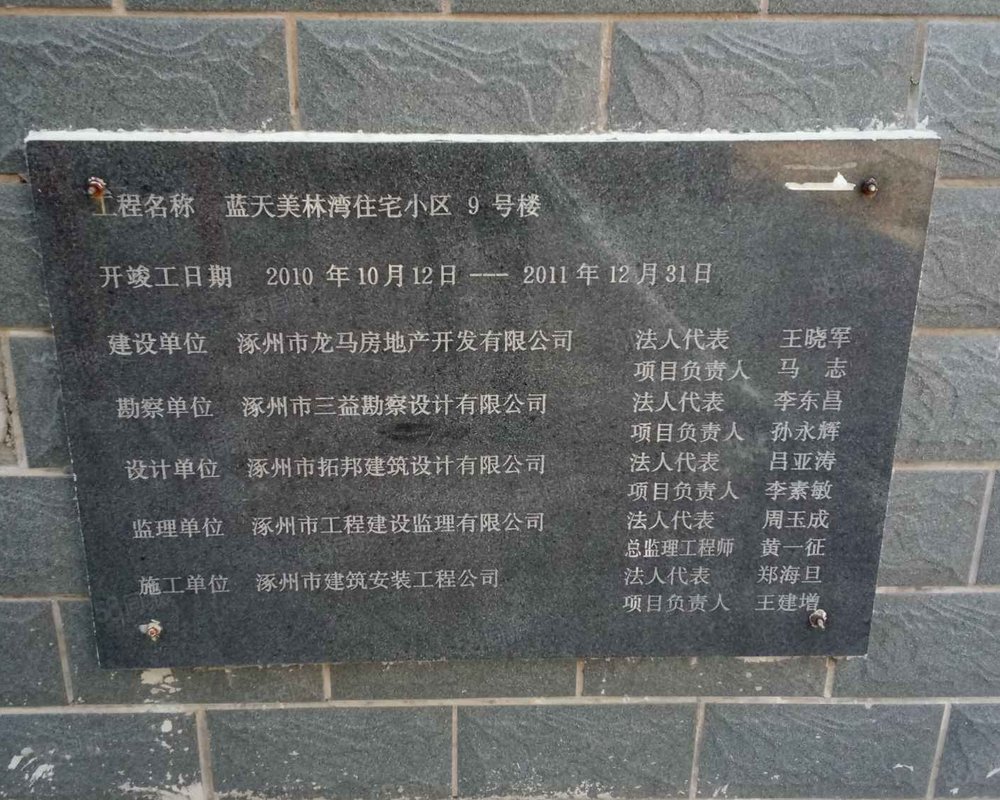 工程名称 蓝天美林湾住宅小区 9 号楼
开竣工日期 2010 年 10 月 12 日 --- 2011 年 12 月 31 日
建设单位 涿州市龙马房地产开发有限公司 法人代表 王晓军
项目负责人 马 志
勘察单位 涿州市三益勘察设计有限公司 法人代表 李东昌
项目负责人 孙永辉
设计单位 涿州市拓邦建筑设计有限公司 法人代表 吕亚涛
项目负责人 李素敏
监理单位 涿州市工程建设监理有限公司 法人代表 周玉成
总监理工程师 黄一征
施工单位 涿州市建筑安装工程公司 法人代表 郑海旦
项目负责人 王建增